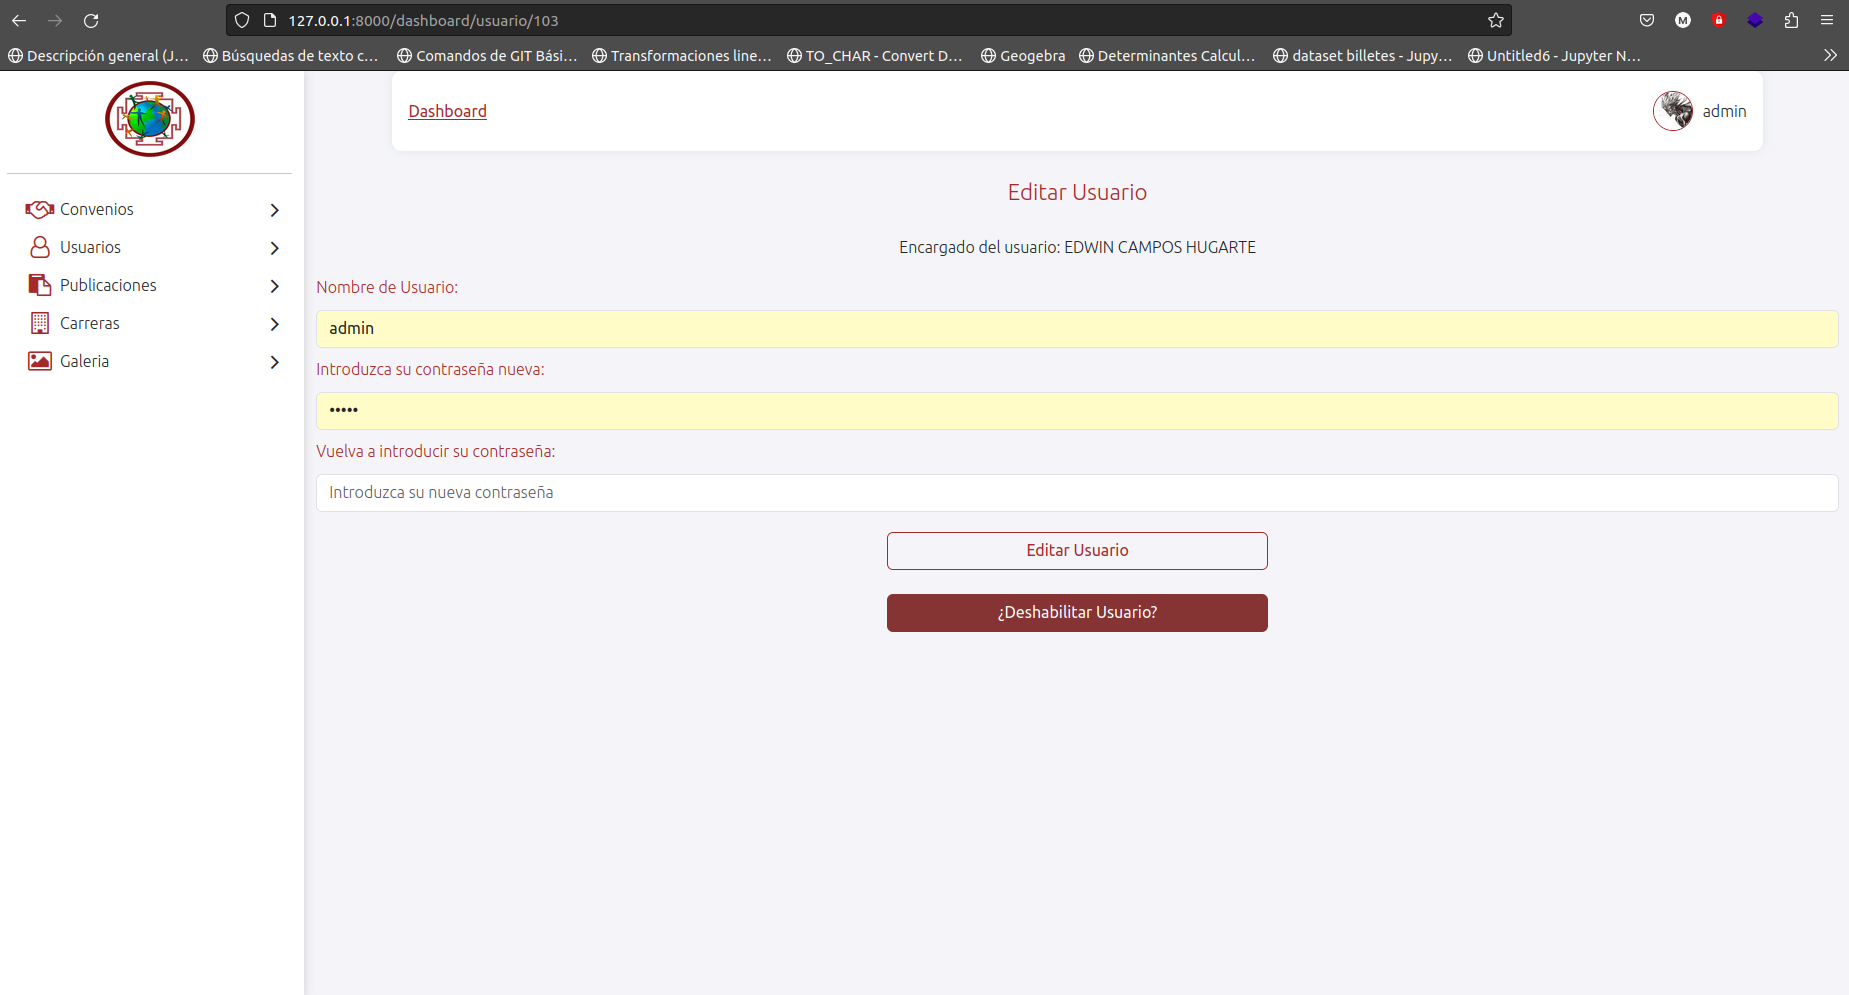 127.0.0.1:8000/dashboard/usuario/103
M
Descripción general (J...
Búsquedas de texto c...
Comandos de GIT Bási...
Transformaciones line...
TO_CHAR - Convert D...
Geogebra
Determinantes Calcul...
dataset billetes - Jupy...
Untitled6 - Jupyter N...
Dashboard
admin
Convenios
Usuarios
Publicaciones
Carreras
Galeria
Editar Usuario
Encargado del usuario: EDWIN CAMPOS HUGARTE
Nombre de Usuario:
admin
Introduzca su contraseña nueva:
•••••
Vuelva a introducir su contraseña:
Introduzca su nueva contraseña
Editar Usuario
¿Deshabilitar Usuario?